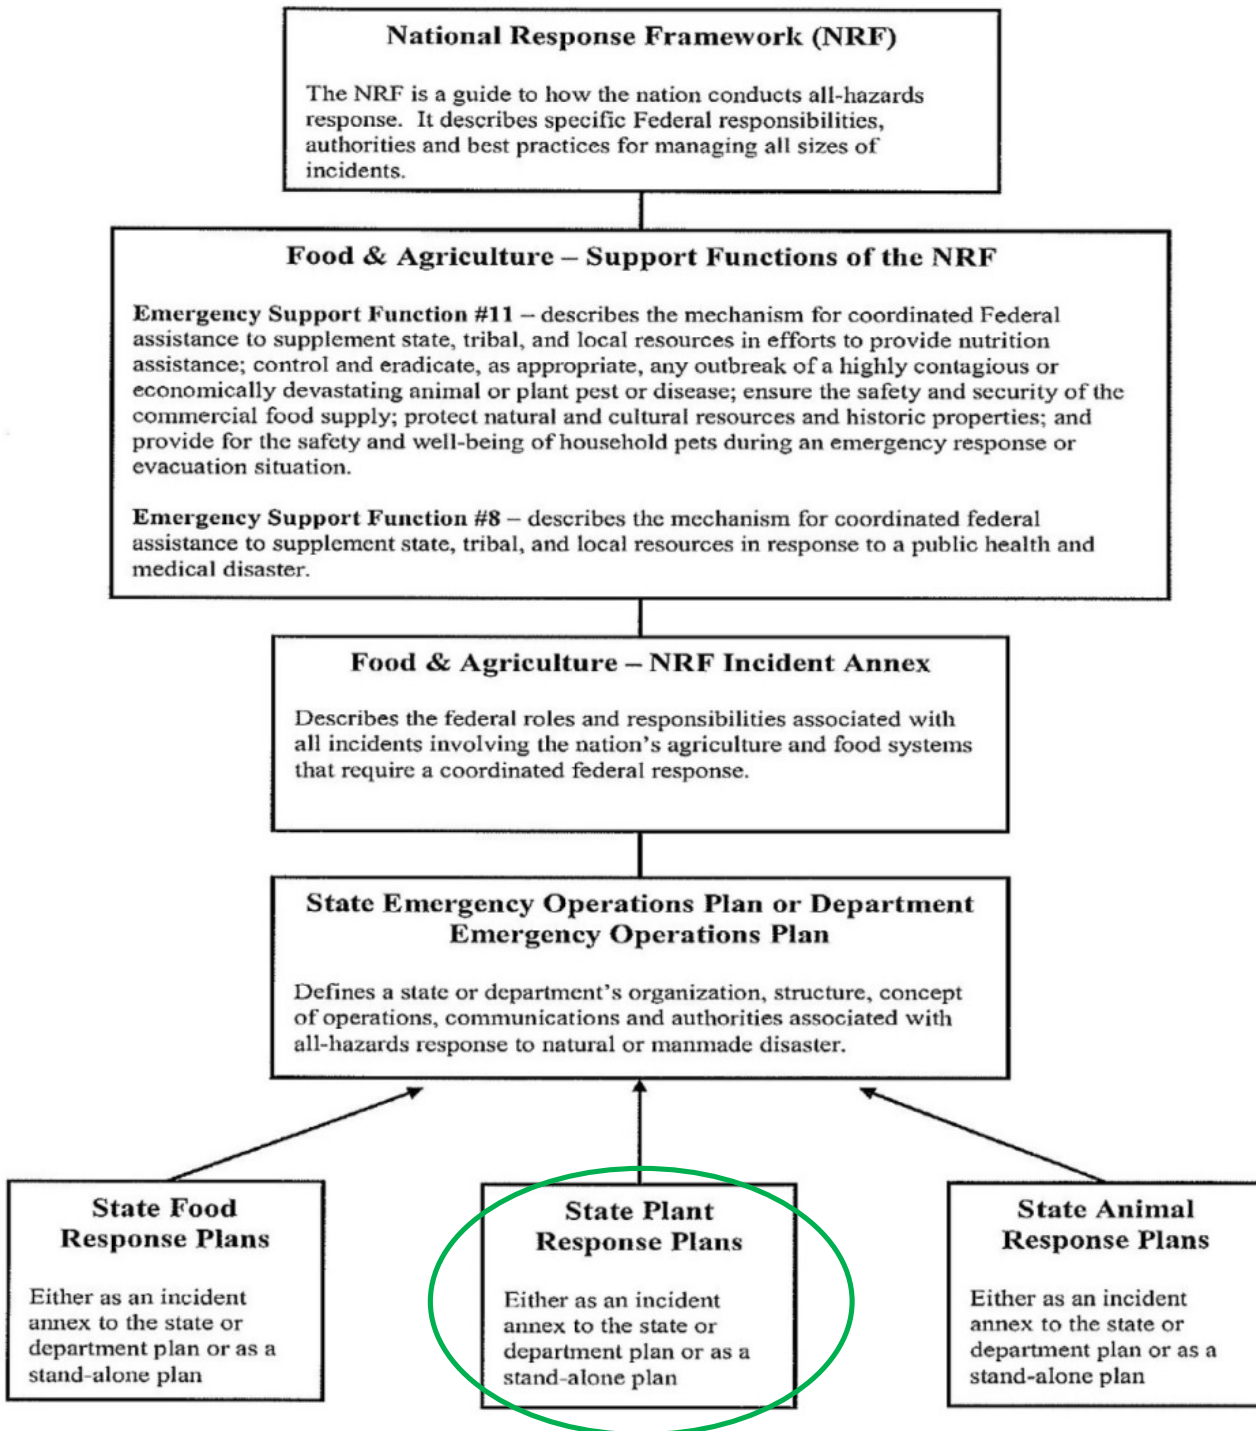 National Response Framework (NRF)
The NRF is a guide to how the nation conducts all-hazards
response. It describes specific Federal responsibilities,
authorities and best practices for managing all sizes of
incidents.
Food & Agriculture – Support Functions of the NRF
Emergency Support Function #11 – describes the mechanism for coordinated Federal
assistance to supplement state, tribal, and local resources in efforts to provide nutrition
assistance; control and eradicate, as appropriate, any outbreak of a highly contagious or
economically devastating animal or plant pest or disease; ensure the safety and security of the
commercial food supply; protect natural and cultural resources and historic properties; and
provide for the safety and well-being of household pets during an emergency response or
evacuation situation.
Emergency Support Function #8 – describes the mechanism for coordinated federal
assistance to supplement state, tribal, and local resources in response to a public health and
medical disaster.
Food & Agriculture – NRF Incident Annex
Describes the federal roles and responsibilities associated with
all incidents involving the nation's agriculture and food systems
that require a coordinated federal response.
State Emergency Operations Plan or Department
Emergency Operations Plan
Defines a state or department's organization, structure, concept
of operations, communications and authorities associated with
all-hazards response to natural or manmade disaster.
State Food
Response Plans
Either as an incident
annex to the state or
department plan or as a
stand-alone plan
State Plant
Response Plans
Either as an incident
annex to the state or
department plan or as a
stand-alone plan
State Animal
Response Plans
Either as an incident
annex to the state or
department plan or as a
stand-alone plan